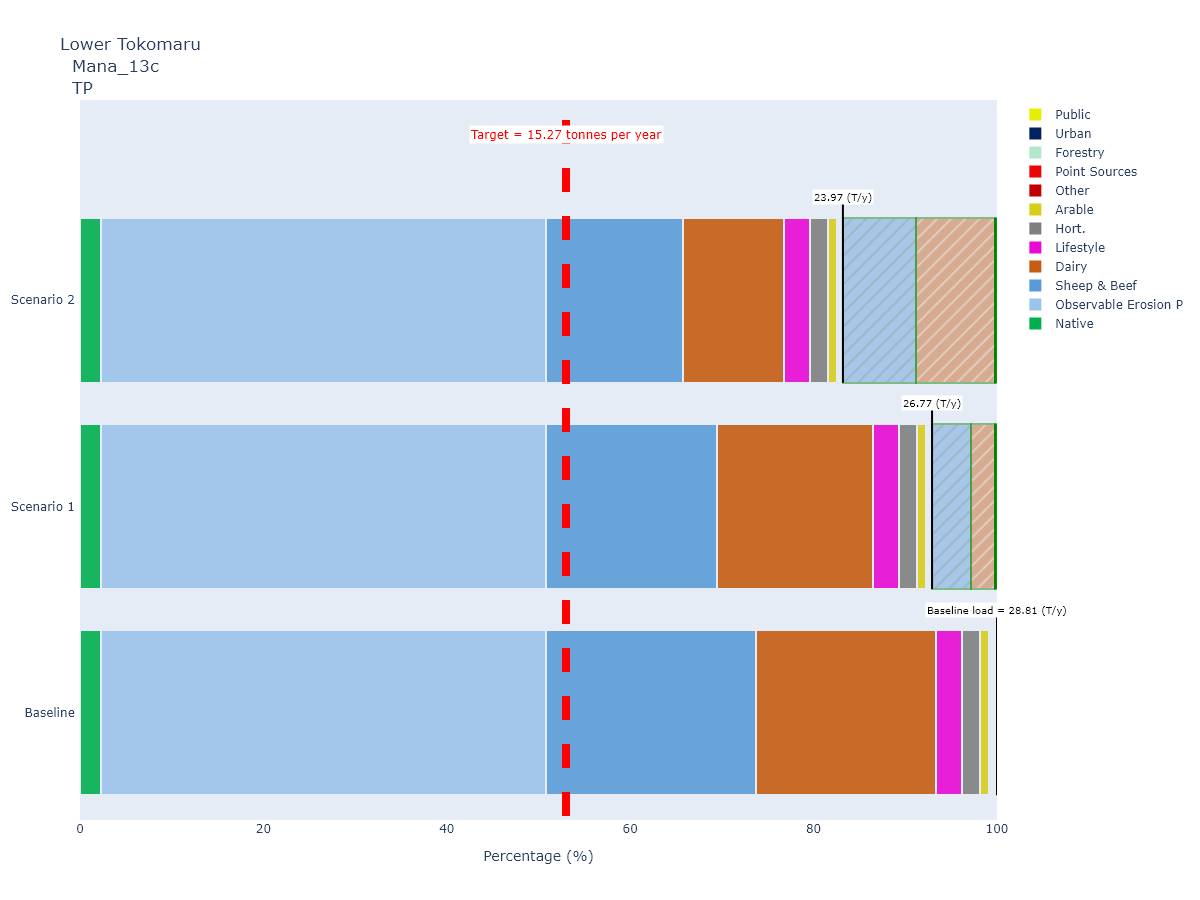 Lower Tokomaru
Mana_13c
TP
Target = 15.27 tonnes per year
23.97 (T/y)
Scenario 2
26.77 (T/y)
Scenario 1
Baseline load = 28.81 (T/y)
Baseline
0 20 40 60 80 100
Percentage (%)
Public
Urban
Forestry
Point Sources
Other
Arable
Hort.
Lifestyle
Dairy
Sheep & Beef
Observable Erosion P
Native